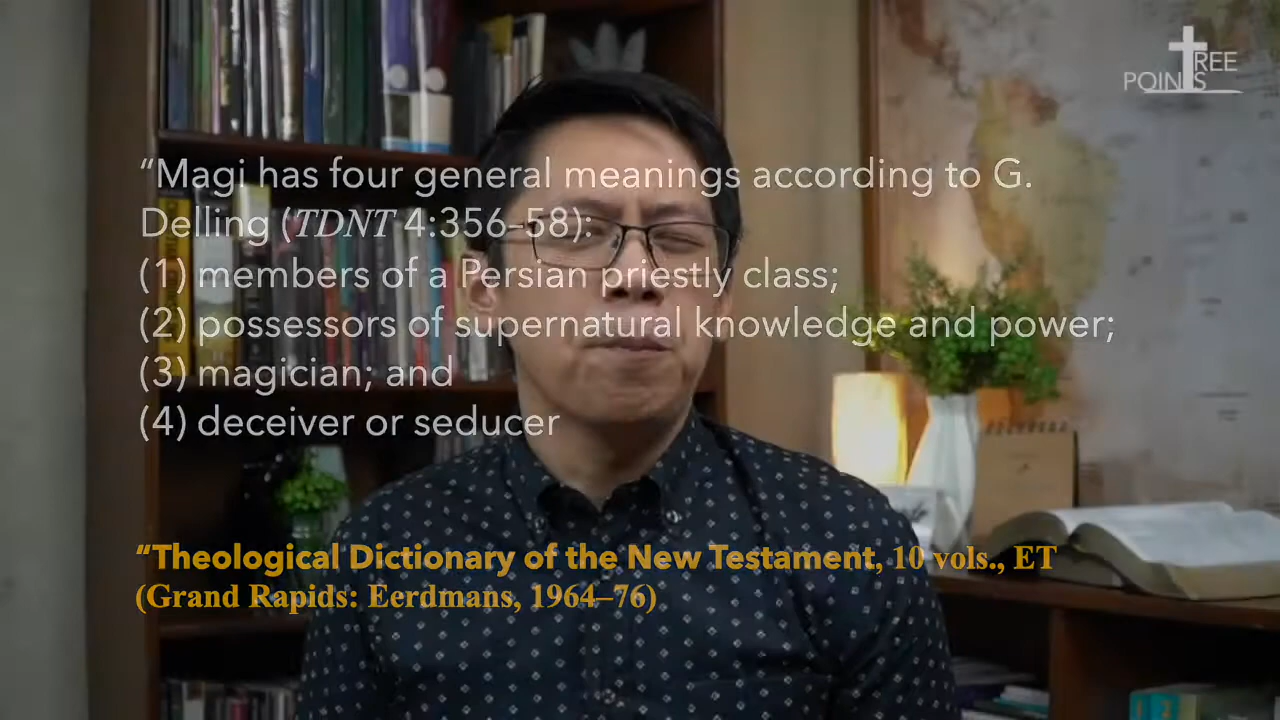 TREE
POINTS
“Magi has four general meanings according to G.
Delling (TDNT 4:356–58):
(1) members of a Persian priestly class;
(2) possessors of supernatural knowledge and power;
(3) magician; and
(4) deceiver or seducer
“Theological Dictionary of the New Testament, 10 vols., ET
(Grand Rapids: Eerdmans, 1964–76)